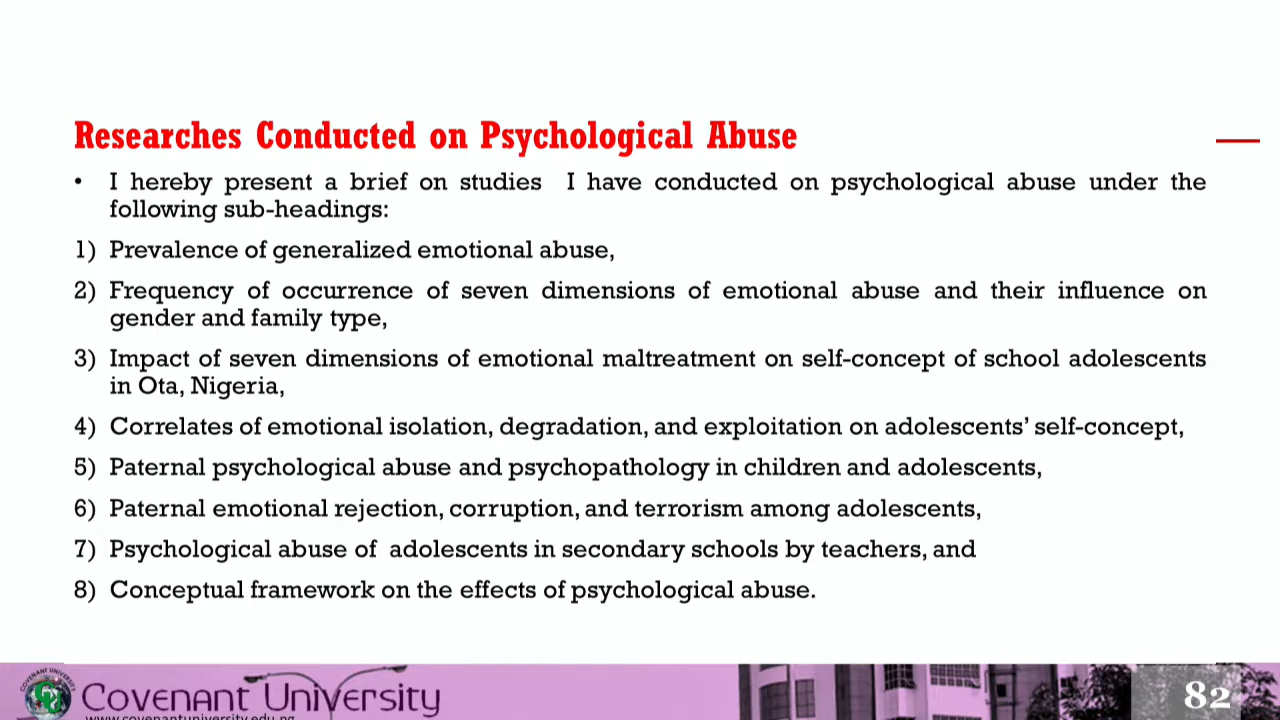 Researches Conducted on Psychological Abuse
• I hereby present a brief on studies I have conducted on psychological abuse under the
following sub-headings:
1) Prevalence of generalized emotional abuse,
2) Frequency of occurrence of seven dimensions of emotional abuse and their influence on
gender and family type,
3) Impact of seven dimensions of emotional maltreatment on self-concept of school adolescents
in Ota, Nigeria,
4) Correlates of emotional isolation, degradation, and exploitation on adolescents’ self-concept,
5) Paternal psychological abuse and psychopathology in children and adolescents,
6) Paternal emotional rejection, corruption, and terrorism among adolescents,
7) Psychological abuse of adolescents in secondary schools by teachers, and
8) Conceptual framework on the effects of psychological abuse.
COVENANT UNIVERSITY
Covenant University
www.covenantuniversity.edu.ng
82